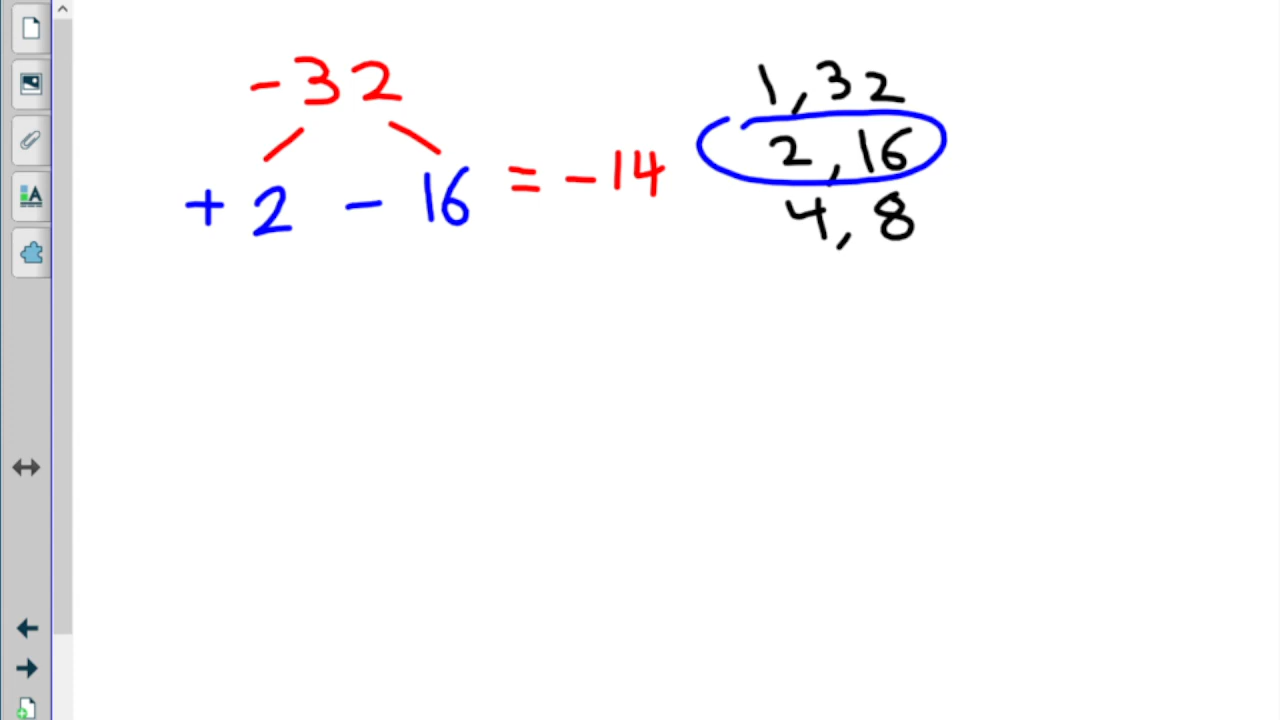 -32
+2 - 16 = -14
1,32
2,16
4,8